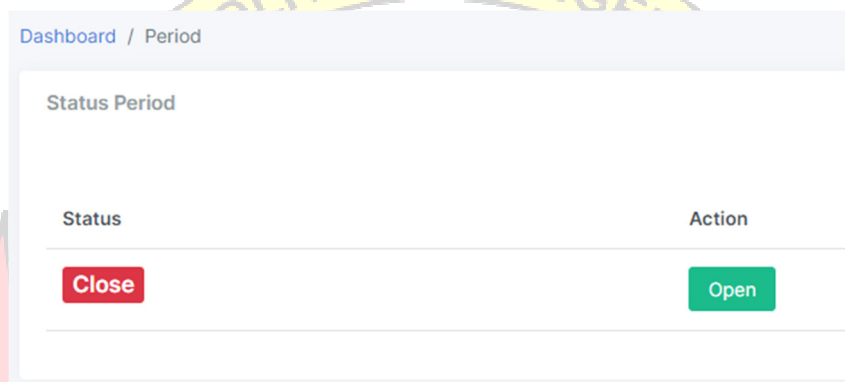 Dashboard / Period
Status Period
Status Action
Close Open